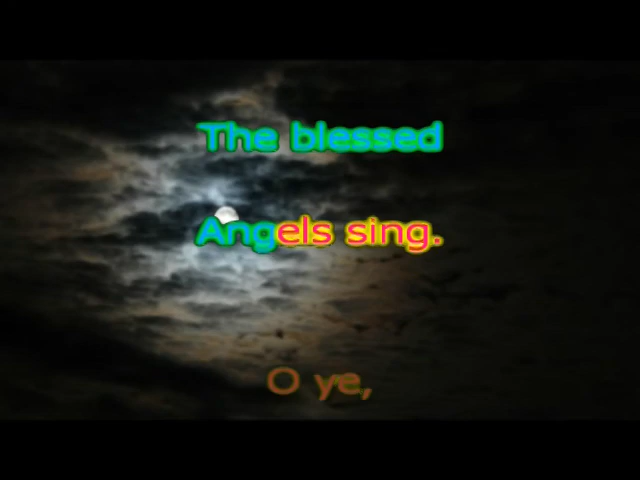 The blessed
Angels sing.
O ye,